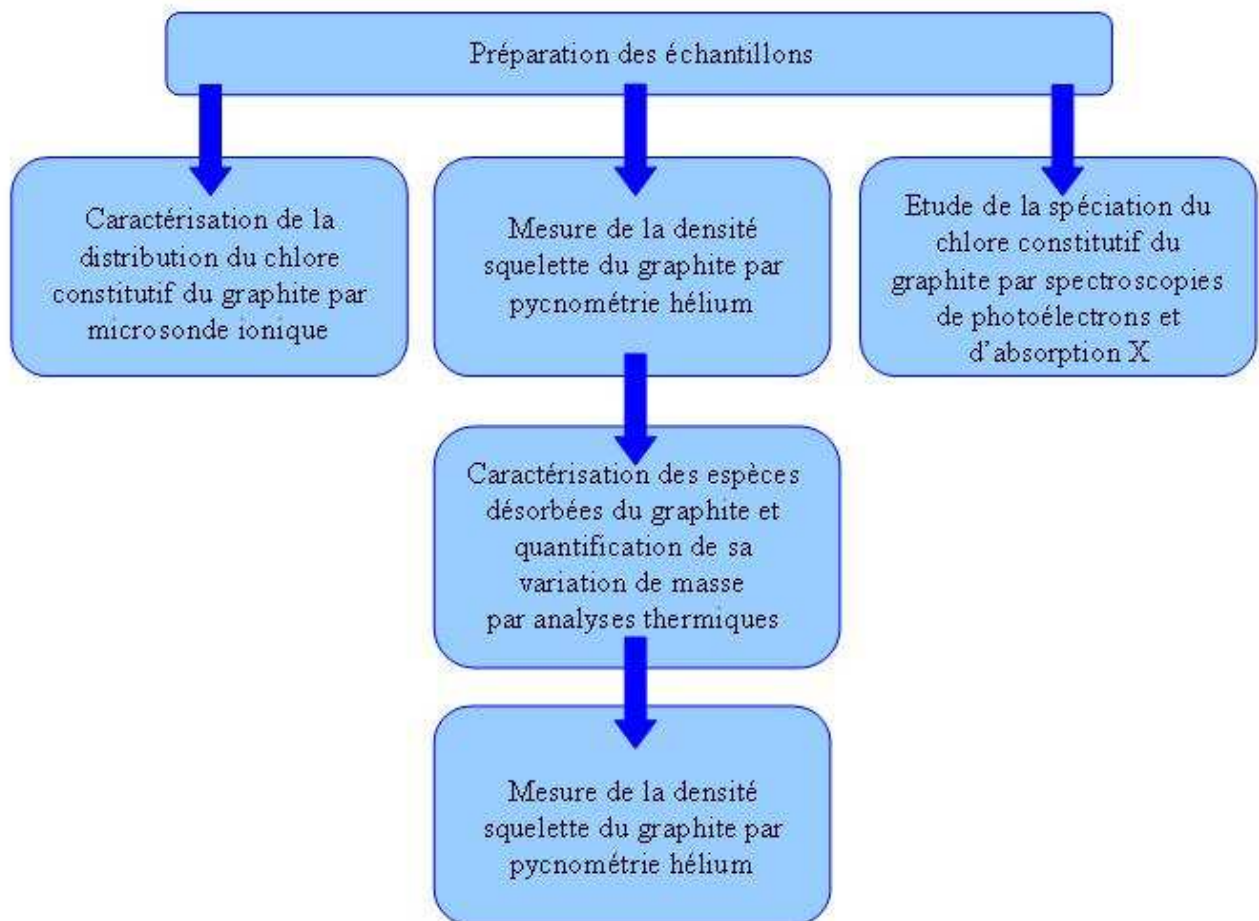 Préparation des échantillons
Caractérisation de la
distribution du chlore
constitutif du graphite par
microsonde ionique
Mesure de la densité
squelette du graphite par
pycnométrie hélium
Etude de la spéciation du
chlore constitutif du
graphite par spectroscopies
de photoélectrons et
d'absorption X
Caractérisation des espèces
désorbées du graphite et
quantification de sa
variation de masse
par analyses thermiques
Mesure de la densité
squelette du graphite par
pycnométrie hélium